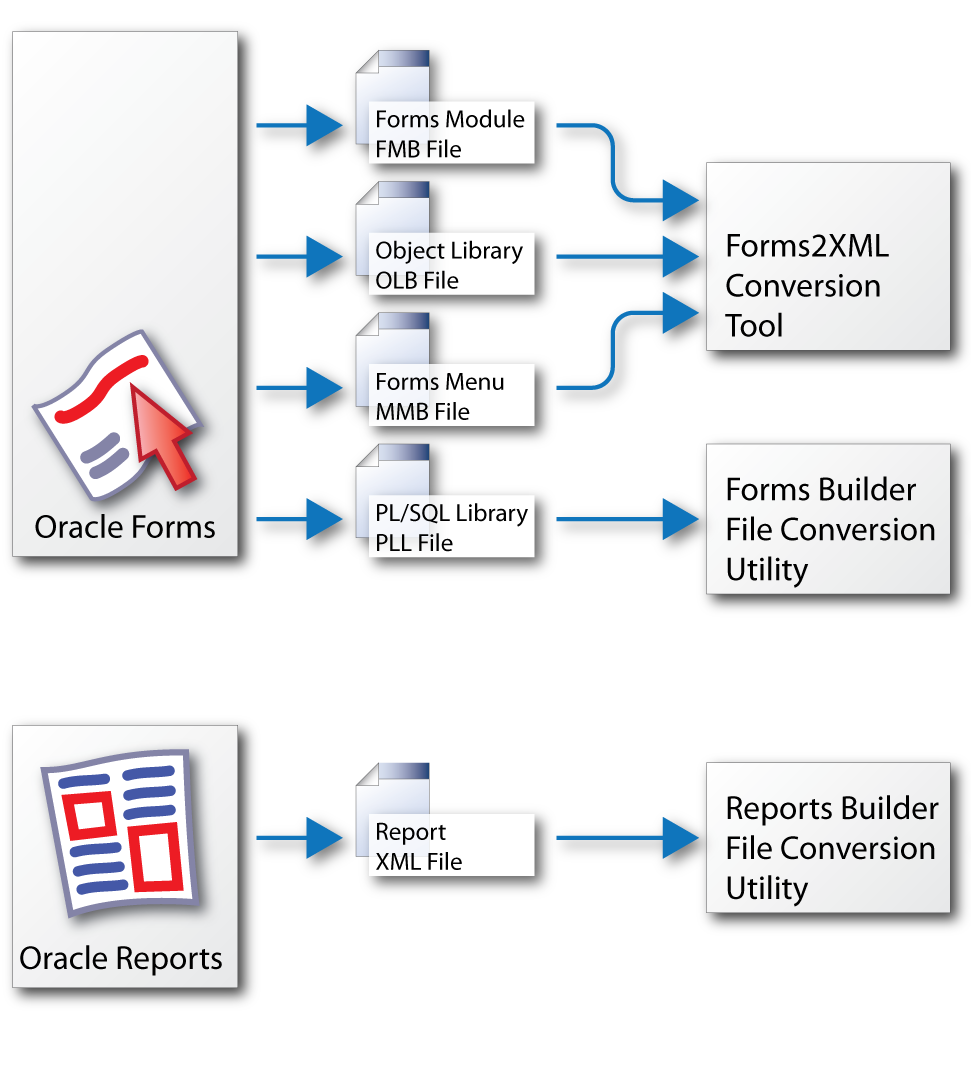 Forms Module
FMB File
Object Library
OLB File
Forms Menu
MMB File
PL/SQL Library
PLL File
Oracle Forms
Forms2XML
Conversion
Tool
Forms Builder
File Conversion
Utility
Report
XML File
Oracle Reports
Reports Builder
File Conversion
Utility